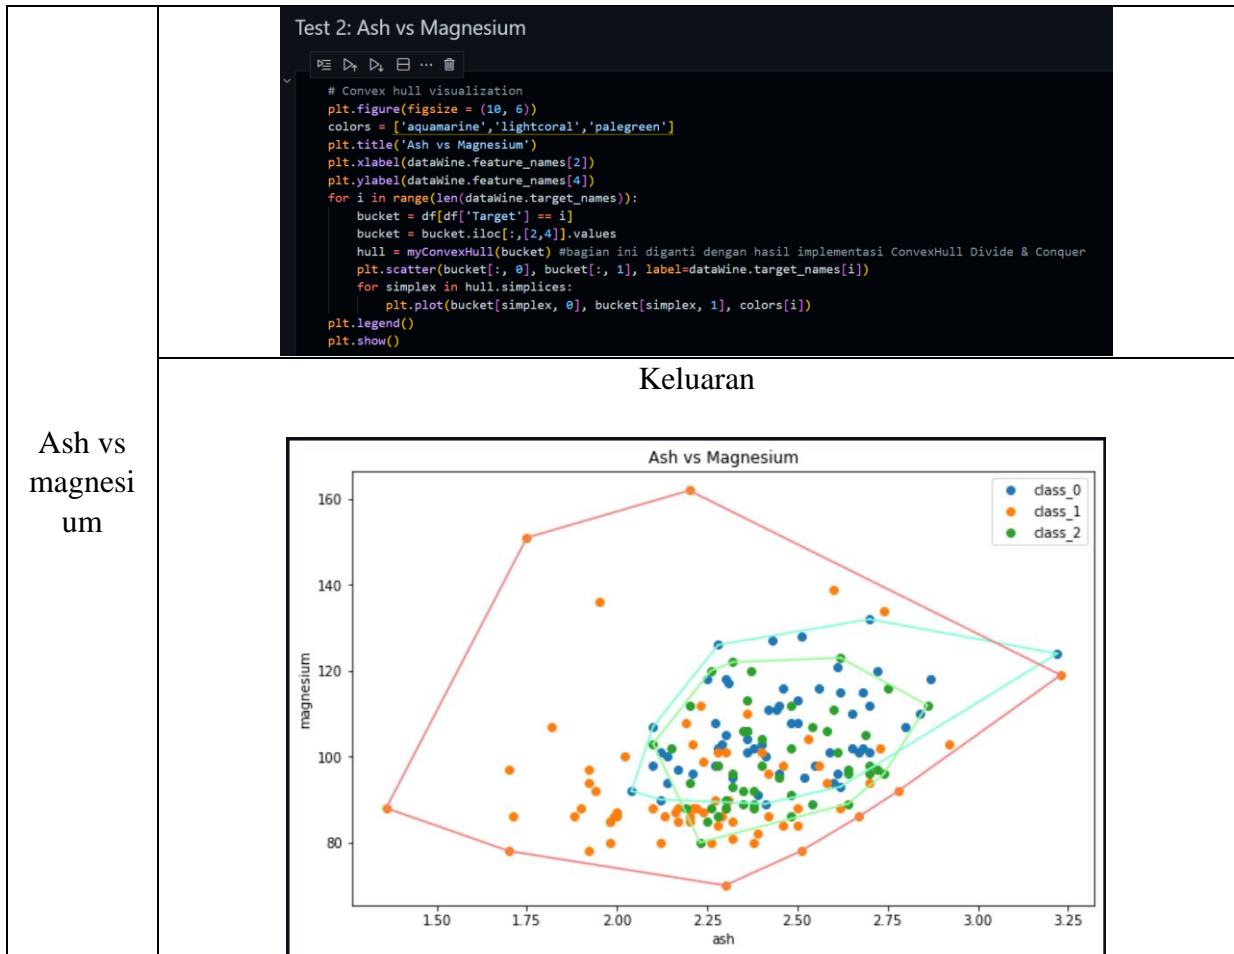 Test 2: Ash vs Magnesium
# Convex hull visualization
plt.figure(figsize = (10, 6))
colors = ['aquamarine','lightcoral','palegreen']
plt.title('Ash vs Magnesium')
plt.xlabel(dataWine.feature_names[2])
plt.ylabel(dataWine.feature_names[4])
for i in range(len(dataWine.target_names)):
    bucket = df[df['Target'] == i]
    bucket = bucket.iloc[:,[2,4]].values
    hull = myConvexHull(bucket) #bagian ini diganti dengan hasil implementasi ConvexHull Divide & Conquer
    plt.scatter(bucket[:, 0], bucket[:, 1], label=dataWine.target_names[i])
    for simplex in hull.simplices:
        plt.plot(bucket[simplex, 0], bucket[simplex, 1], colors[i])
plt.legend()
plt.show()
Keluaran
Ash vs
magnesi
um
Ash vs Magnesium
class_0
class_1
class_2
160
140
120
100
80
magnesium
1.50 1.75 2.00 2.25 2.50 2.75 3.00 3.25
ash